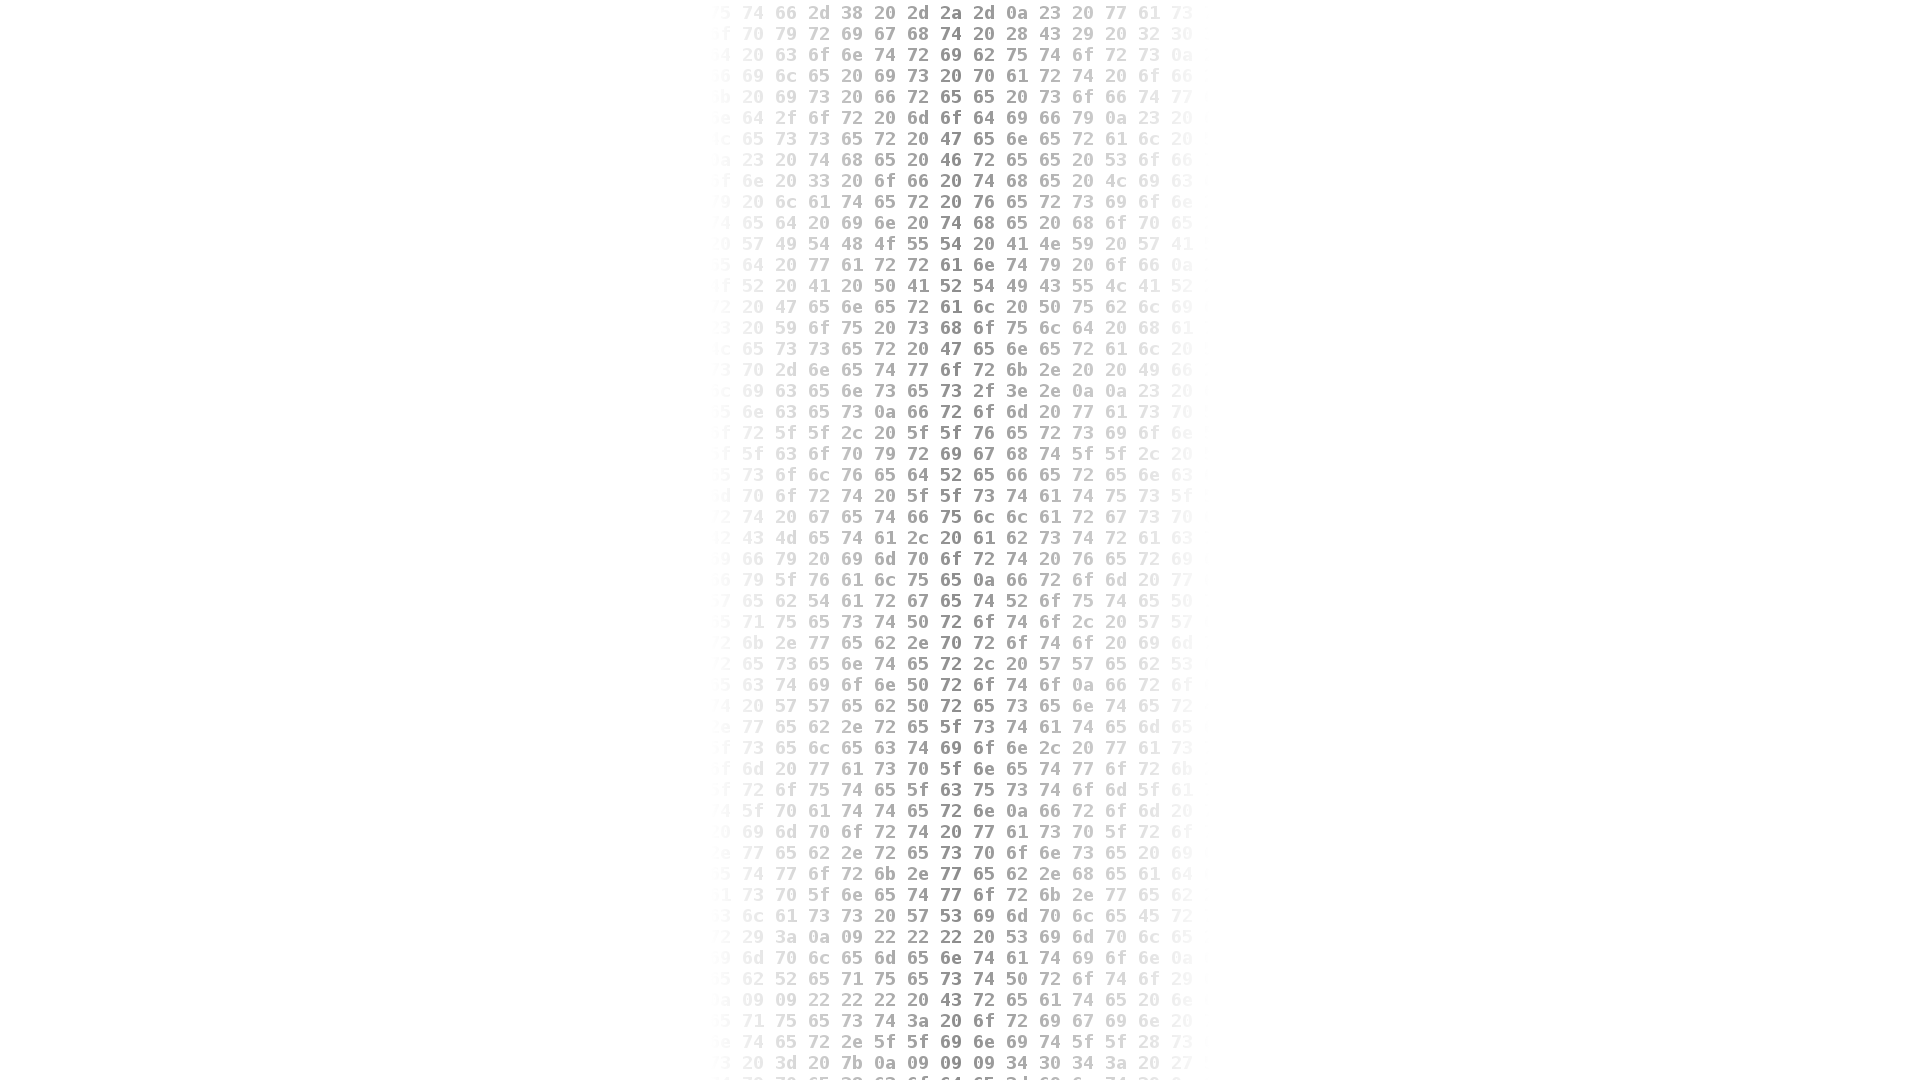 75 74 66 2d 38 20 2d 2a 2d 0a 23 20 77 61 73
70 79 72 69 67 68 74 20 28 43 29 20 32 30
20 63 6f 6e 74 72 69 62 75 74 6f 72 73 0a
69 6c 65 20 69 73 20 70 61 72 74 20 6f 66
20 69 73 20 66 72 65 65 20 73 6f 66 74 77
64 2f 6f 72 20 6d 6f 64 69 66 79 0a 23 20
65 73 73 65 72 20 47 65 6e 65 72 61 6c 20
23 20 74 68 65 20 46 72 65 65 20 53 6f 66
6e 20 33 20 6f 66 20 74 68 65 20 4c 69 63
20 6c 61 74 65 72 20 76 65 72 73 69 6f 6e
65 64 20 69 6e 20 74 68 65 20 68 6f 70 65
57 49 54 48 4f 55 54 20 41 4e 59 20 57 41
64 20 77 61 72 72 61 6e 74 79 20 6f 66 0a
52 20 41 20 50 41 52 54 49 43 55 4c 41 52
20 47 65 6e 65 72 61 6c 20 50 75 62 6c 69
20 59 6f 75 20 73 68 6f 75 6c 64 20 68 61
65 73 73 65 72 20 47 65 6e 65 72 61 6c 20
70 2d 6e 65 74 77 6f 72 6b 2e 20 20 49 66
69 63 65 6e 73 65 73 2f 3e 2e 0a 0a 23 20
6e 63 65 73 0a 66 72 6f 6d 20 77 61 73 70
72 5f 5f 2c 20 5f 5f 76 65 72 73 69 6f 6e
5f 63 6f 70 79 72 69 67 68 74 5f 5f 2c 20
73 6f 6c 76 65 64 52 65 66 65 72 65 6e 63
70 6f 72 74 20 5f 5f 73 74 61 74 75 73 5f
74 20 67 65 74 66 75 6c 6c 61 72 67 73 70
43 4d 65 74 61 2c 20 61 62 73 74 72 61 63
66 79 20 69 6d 70 6f 72 74 20 76 65 72 69
79 5f 76 61 6c 75 65 0a 66 72 6f 6d 20 77
65 62 54 61 72 67 65 74 52 6f 75 74 65 50
71 75 65 73 74 50 72 6f 74 6f 2c 20 57 57
6b 2e 77 65 62 2e 70 72 6f 74 6f 20 69 6d
65 73 65 6e 74 65 72 2c 20 57 57 65 62 53
63 74 69 6f 6e 50 72 6f 74 6f 0a 66 72 6f
20 57 57 65 62 50 72 65 73 65 6e 74 65 72
77 65 62 2e 72 65 5f 73 74 61 74 65 6d 65
73 65 6c 65 63 74 69 6f 6e 2c 20 77 61 73
6d 20 77 61 73 70 5f 6e 65 74 77 6f 72 6b
72 6f 75 74 65 5f 63 75 73 74 6f 6d 5f 61
5f 70 61 74 74 65 72 6e 0a 66 72 6f 6d 20
69 6d 70 6f 72 74 20 77 61 73 70 5f 72 6f
77 65 62 2e 72 65 73 70 6f 6e 73 65 20 69
74 77 6f 72 6b 2e 77 65 62 2e 68 65 61 64
73 70 5f 6e 65 74 77 6f 72 6b 2e 77 65 62
6c 61 73 73 20 57 53 69 6d 70 6c 65 45 72
29 3a 0a 09 22 22 22 20 53 69 6d 70 6c 65
6d 70 6c 65 6d 65 6e 74 61 74 69 6f 6e 0a
62 52 65 71 75 65 73 74 50 72 6f 74 6f 29
09 09 22 22 22 20 43 72 65 61 74 65 20 6e
71 75 65 73 74 3a 20 6f 72 69 67 69 6e 20
74 65 72 2e 5f 5f 69 6e 69 74 5f 5f 28 73
20 3d 20 7b 0a 09 09 09 34 30 34 3a 20 27